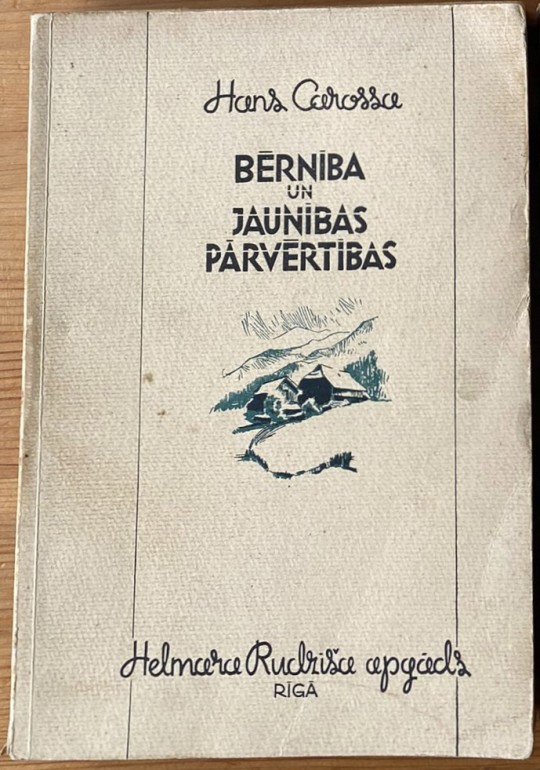 Hans Carossa
BĒRNĪBA
UN
JAUNĪBAS
PĀRVĒRTĪBAS
Helmara Rudzīša apgāds
RĪGĀ